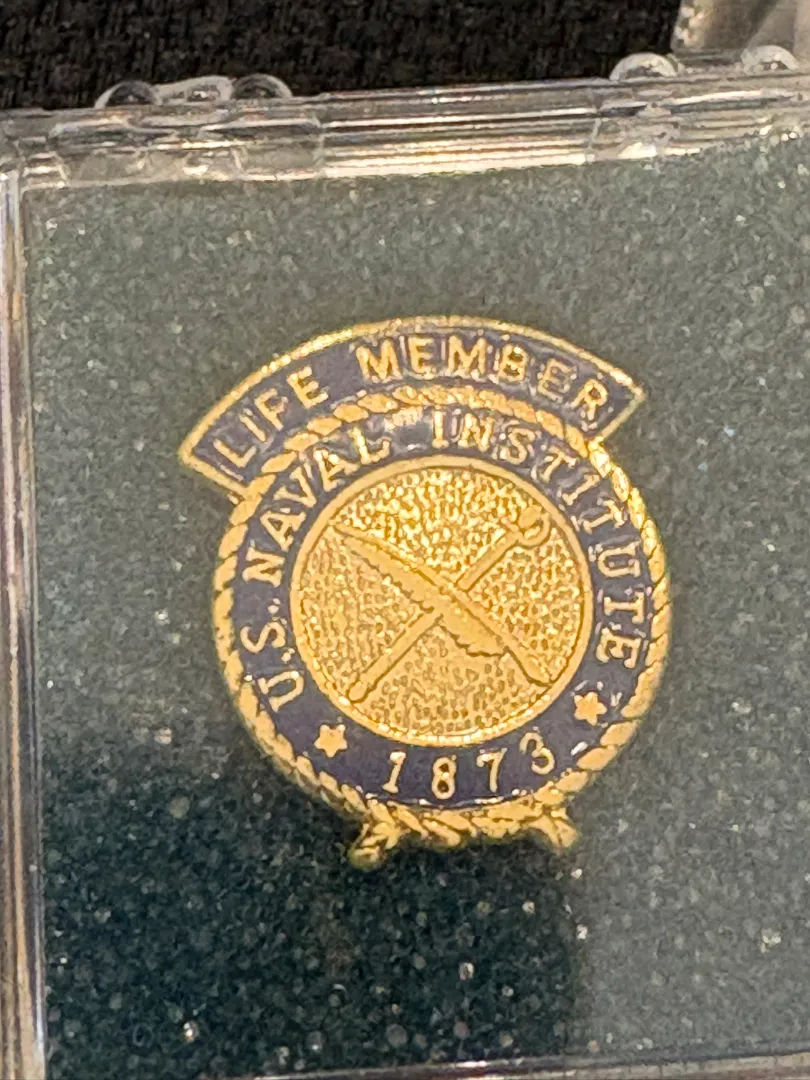 LIFE MEMBER
U.S. NAVAL INSTITUTE
1873